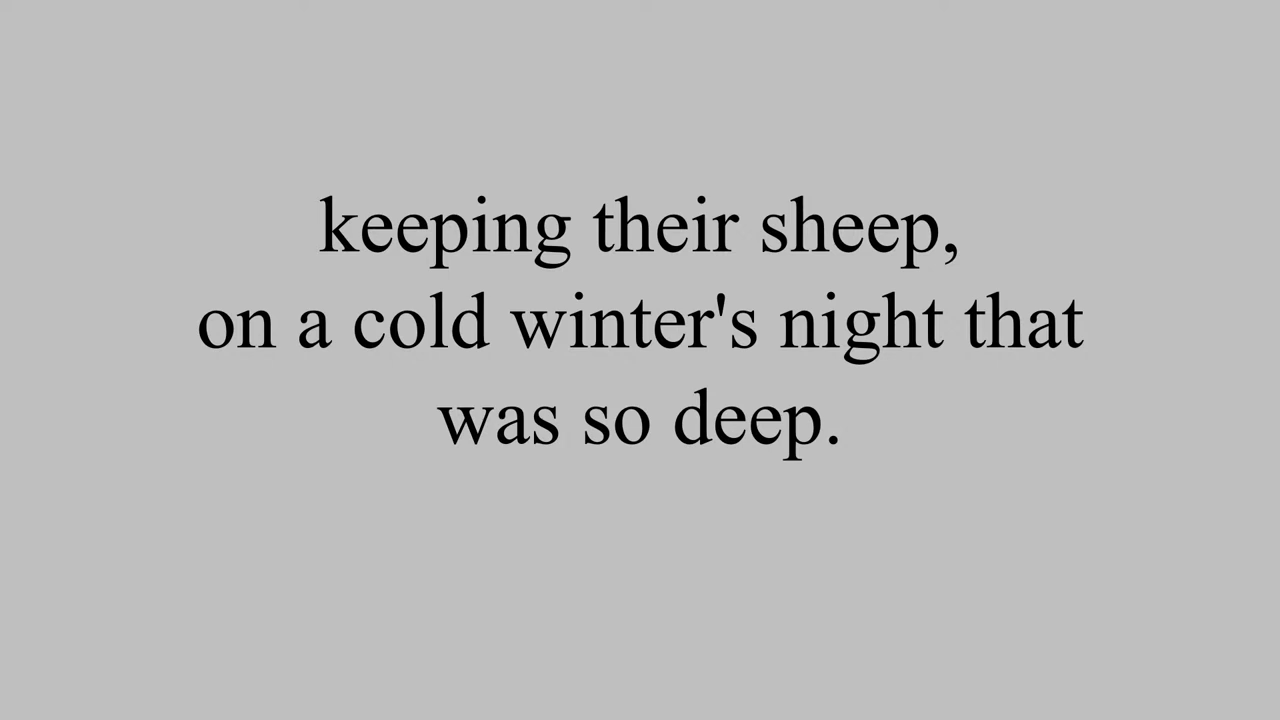 keeping their sheep,
on a cold winter's night that
was so deep.